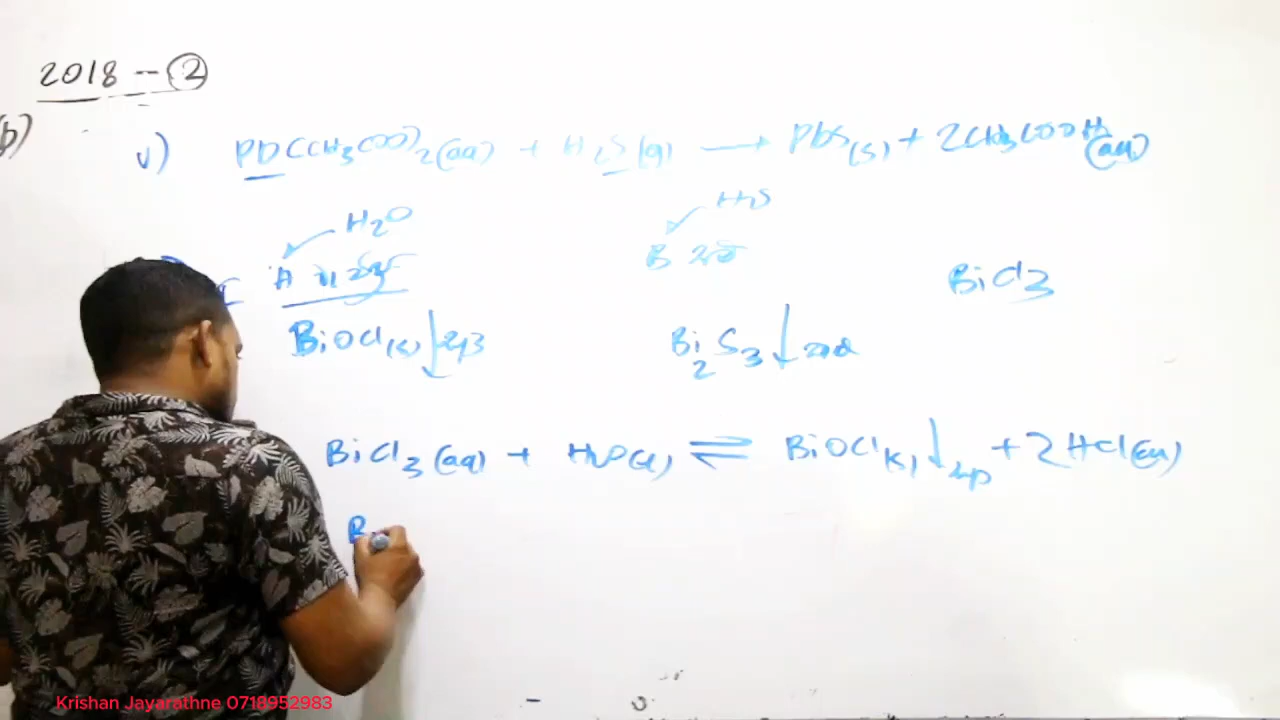 2018 -- ②
b)
v) Pb(CH3COO)2(aq) + H2S(g) → PbS(s) + 2CH3COOH(aq)
H2O
H2S
A
B
BiCl3
BiOCl(s)↓
Bi2S3↓
BiCl3(aq) + H2O(l) ⇌ BiOCl(s)↓ + 2HCl(aq)
B
Krishan Jayarathne 0718952983